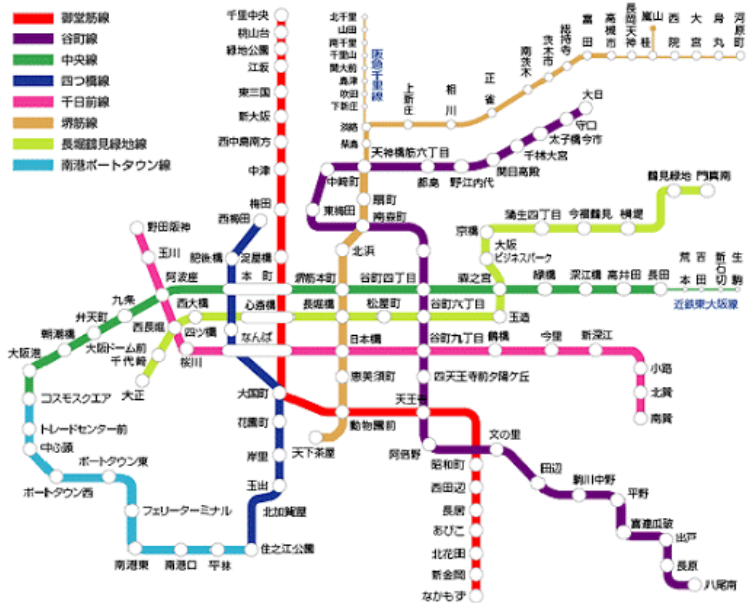 御堂筋線
谷町線
中央線
四つ橋線
千日前線
堺筋線
長堀鶴見緑地線
南港ポートタウン線
千里中央
桃山台
緑地公園
江坂
東三国
新大阪
西中島南方
中津
梅田
淀屋橋
本町
心斎橋
なんば
大国町
北千里
山田
南千里
千里山
関大前
豊津
吹田
下新庄
淡路
柴島
阪急千里線
上新庄
相川
正雀
南茨木
茨木市
総持寺
富田
高槻市
長岡天神
桂
嵐山
西院
大宮
烏丸
河原町
大日
守口
太子橋今市
千林大宮
関目高殿
野江内代
都島
天神橋筋六丁目
中崎町
東梅田
扇町
南森町
北浜
西梅田
肥後橋
野田阪神
玉川
阿波座
西大橋
四ツ橋
西長堀
九条
弁天町
朝潮橋
大阪港
大阪ドーム前
千代崎
大正
桜川
コスモスクエア
トレードセンター前
中ふ頭
ポートタウン西
ポートタウン東
フェリーターミナル
南港東
南港口
平林
住之江公園
堺筋本町
谷町四丁目
森之宮
緑橋
深江橋
高井田
長田
荒本
吉田
新石切
生駒
近鉄東大阪線
京橋
大阪
ビジネスパーク
蒲生四丁目
今福鶴見
横堤
鶴見緑地
門真南
長堀橋
松屋町
谷町六丁目
玉造
日本橋
谷町九丁目
鶴橋
今里
新深江
小路
北巽
南巽
恵美須町
四天王寺前夕陽ケ丘
動物園前
天王寺
天下茶屋
花園町
岸里
玉出
北加賀屋
阿倍野
文の里
昭和町
西田辺
長居
あびこ
北花田
新金岡
なかもず
田辺
駒川中野
平野
喜連瓜破
出戸
長原
八尾南